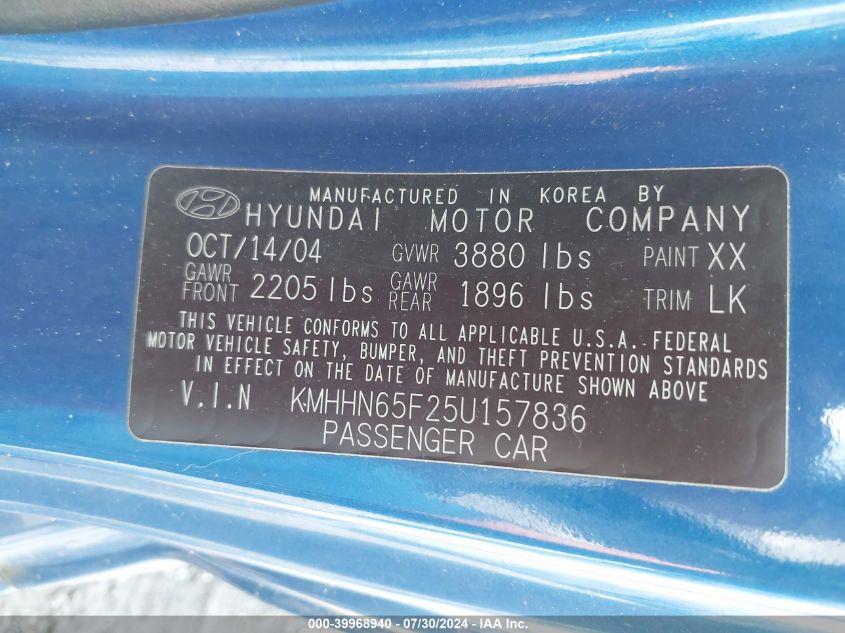 MANUFACTURED IN KOREA BY
HYUNDAI MOTOR COMPANY
OCT/14/04 GVWR 3880 lbs PAINT XX
GAWR FRONT 2205 lbs GAWR REAR 1896 lbs TRIM LK
THIS VEHICLE CONFORMS TO ALL APPLICABLE U.S.A. FEDERAL
MOTOR VEHICLE SAFETY, BUMPER, AND THEFT PREVENTION STANDARDS
IN EFFECT ON THE DATE OF MANUFACTURE SHOWN ABOVE
V.I.N KMHHN65F25U157836
PASSENGER CAR
000-39968940 - 07/30/2024 - IAA Inc.